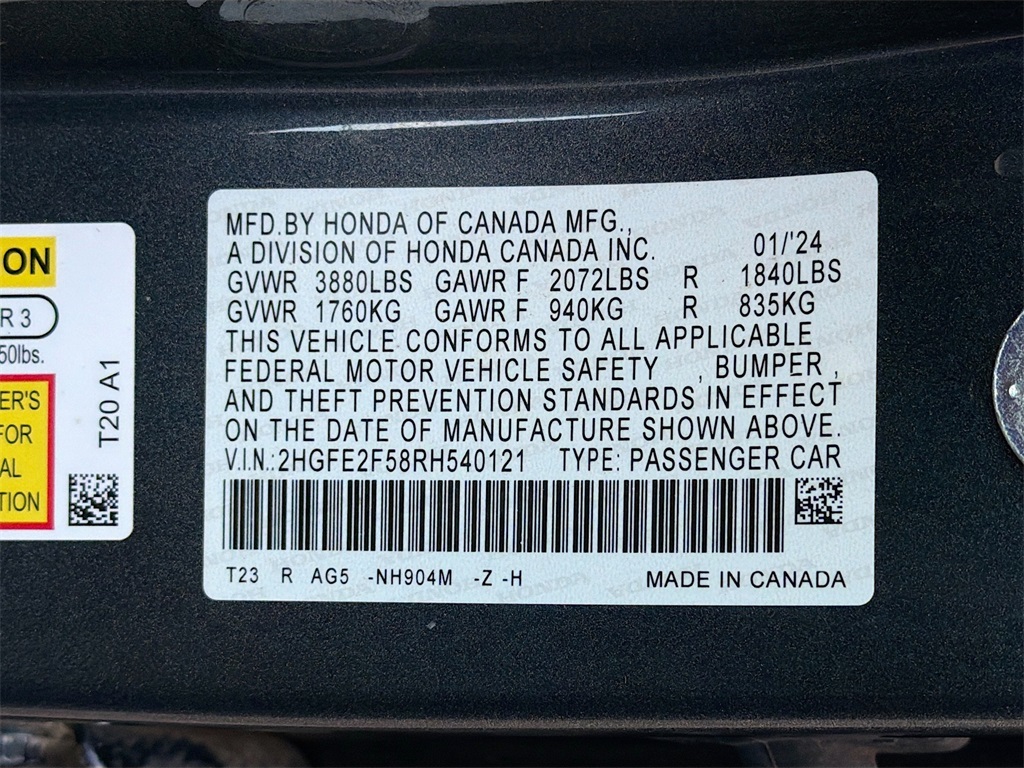 ON
R 3
50lbs.
ER'S
FOR
AL
TION
T20 A1
MFD.BY HONDA OF CANADA MFG.,
A DIVISION OF HONDA CANADA INC. 01/'24
GVWR 3880LBS GAWR F 2072LBS R 1840LBS
GVWR 1760KG GAWR F 940KG R 835KG
THIS VEHICLE CONFORMS TO ALL APPLICABLE
FEDERAL MOTOR VEHICLE SAFETY , BUMPER ,
AND THEFT PREVENTION STANDARDS IN EFFECT
ON THE DATE OF MANUFACTURE SHOWN ABOVE.
V.I.N.:2HGFE2F58RH540121 TYPE: PASSENGER CAR
T23 R AG5 -NH904M -Z -H MADE IN CANADA